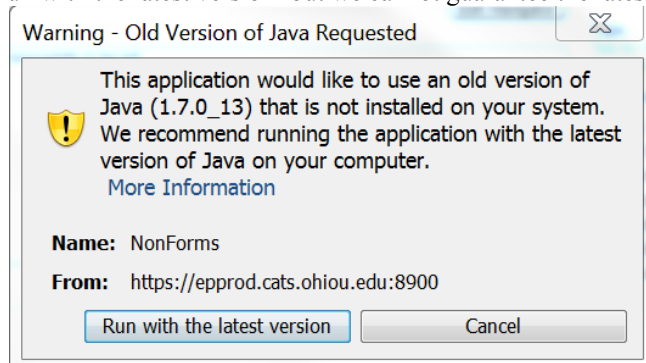 Warning - Old Version of Java Requested
This application would like to use an old version of
Java (1.7.0_13) that is not installed on your system.
We recommend running the application with the latest
version of Java on your computer.
More Information
Name: NonForms
From: https://epprod.cats.ohiou.edu:8900
Run with the latest version
Cancel